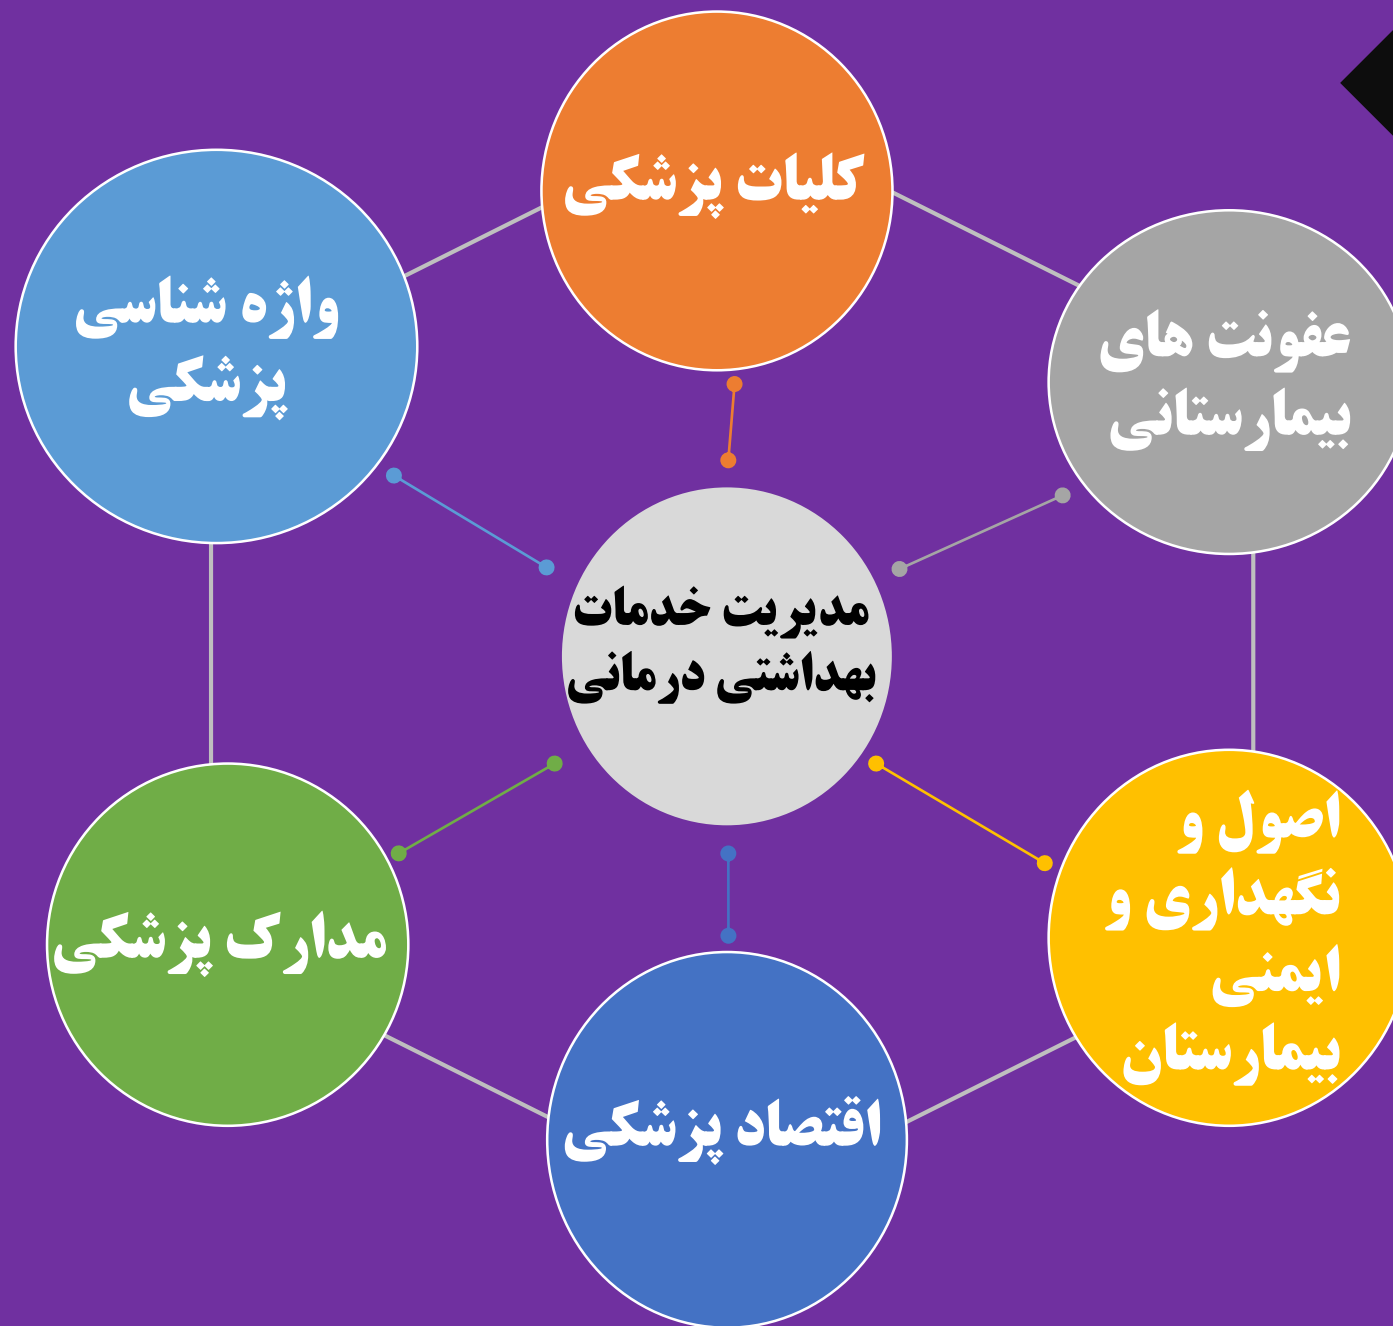 کلیات پزشکی
عفونت های
بیمارستانی
واژه شناسی
پزشکی
مدیریت خدمات
بهداشتی درمانی
اصول و
نگهداری و
ایمنی
بیمارستان
مدارک پزشکی
اقتصاد پزشکی